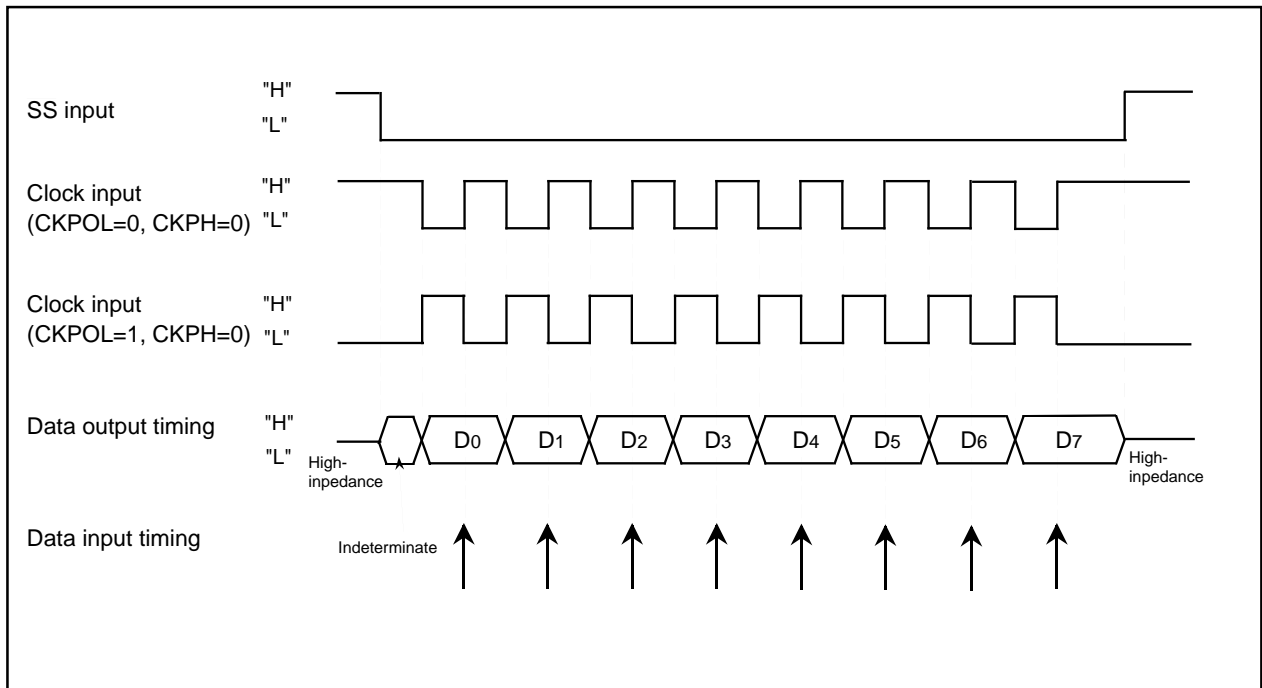 SS input
"H"
"L"
Clock input
(CKPOL=0, CKPH=0)
"H"
"L"
Clock input
(CKPOL=1, CKPH=0)
"H"
"L"
Data output timing
"H"
"L"
High-
inpedance
D0
D1
D2
D3
D4
D5
D6
D7
High-
inpedance
Data input timing
Indeterminate